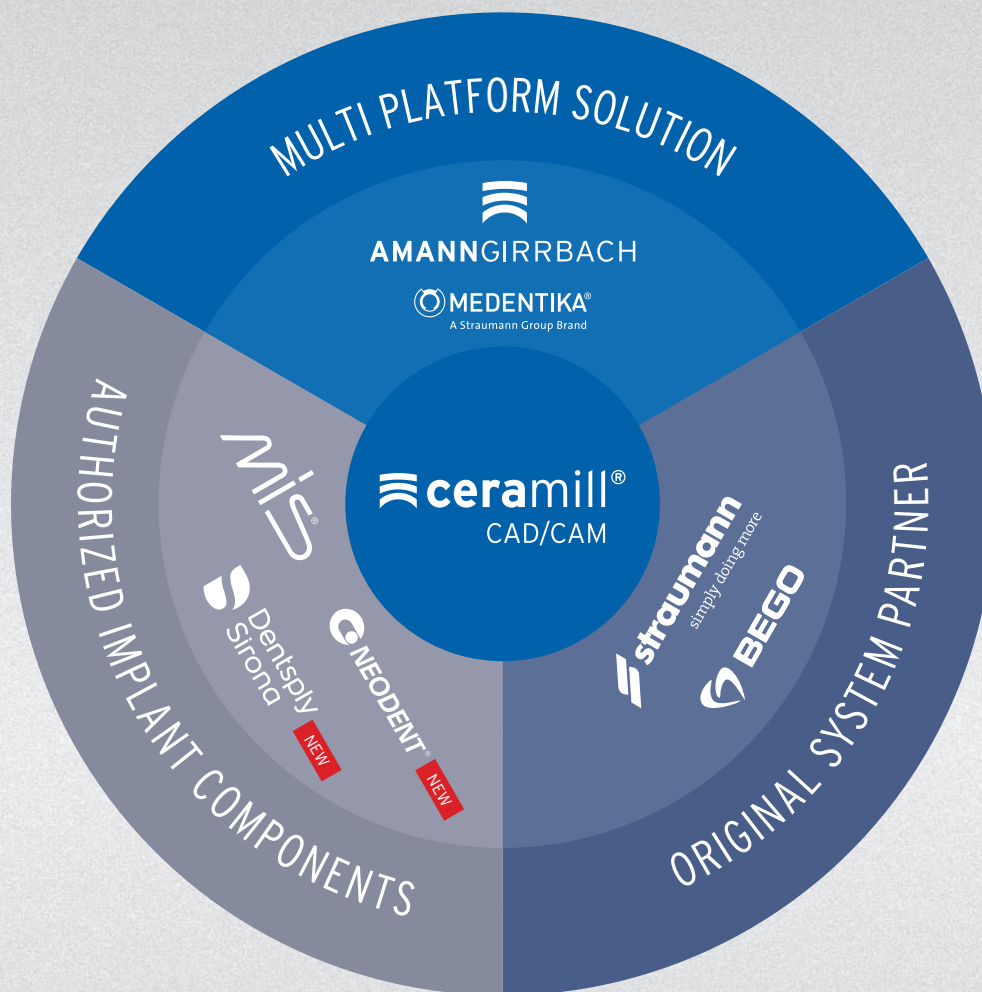 MULTI PLATFORM SOLUTION
AMANNGIRRBACH
MEDENTIKA®
A Straumann Group Brand
ceramill®
CAD/CAM
AUTHORIZED IMPLANT COMPONENTS
MIS®
Dentsply
Sirona
NEW
NEODENT®
NEW
ORIGINAL SYSTEM PARTNER
straumann
simply doing more
BEGO